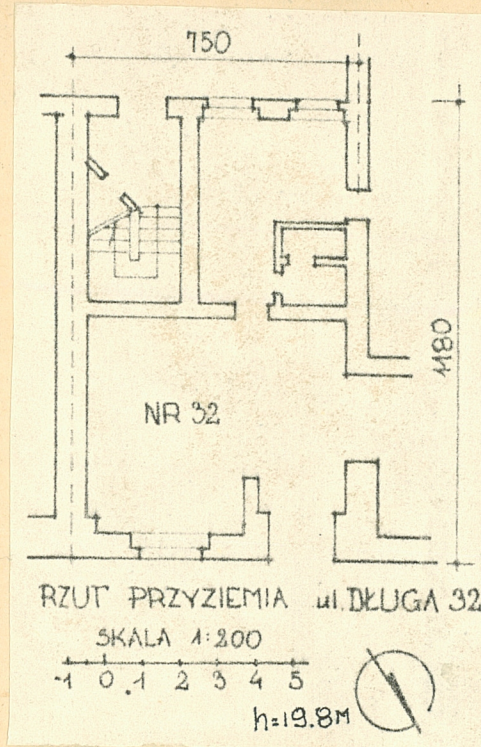 750
1180
NR 32
RZUT PRZYZIEMIA ul. DŁUGA 32
SKALA 1:200
-1 0 1 2 3 4 5
h=19.8M